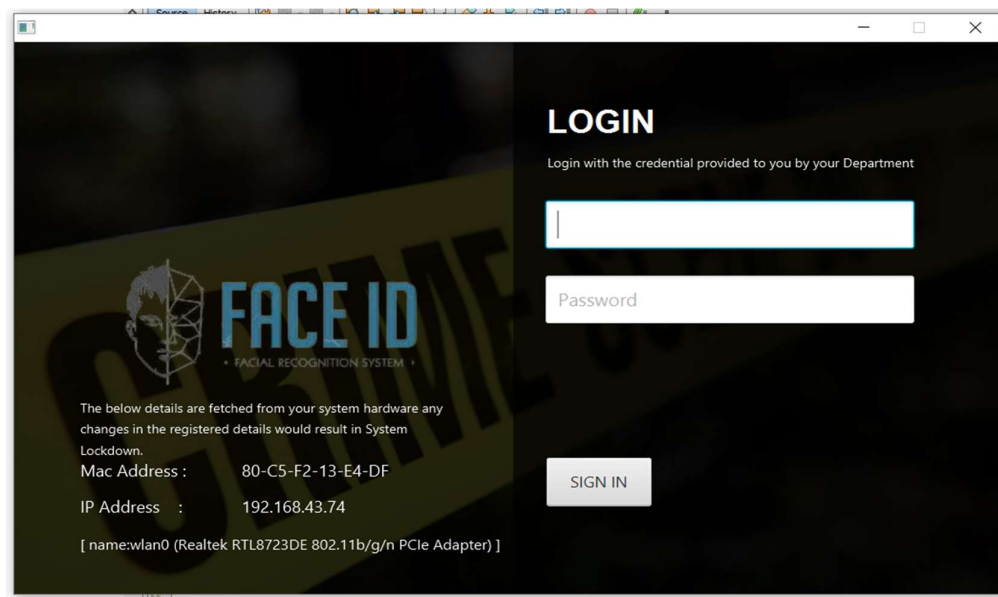 Source History
LOGIN
Login with the credential provided to you by your Department
Password
CRIME
FACE ID
· FACIAL RECOGNITION SYSTEM ·
The below details are fetched from your system hardware any
changes in the registered details would result in System
Lockdown.
Mac Address : 80-C5-F2-13-E4-DF
IP Address : 192.168.43.74
[ name:wlan0 (Realtek RTL8723DE 802.11b/g/n PCIe Adapter) ]
SIGN IN